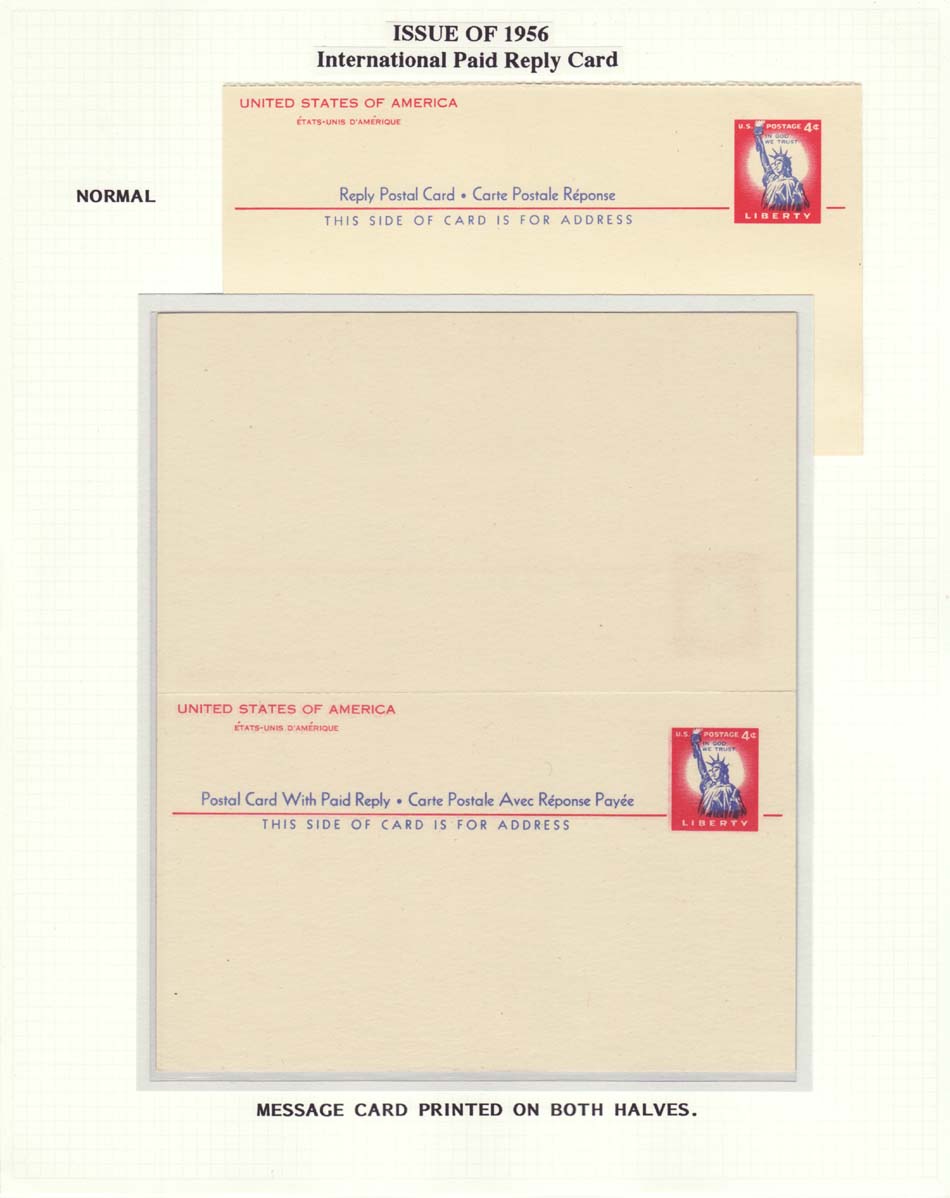 ISSUE OF 1956
International Paid Reply Card
UNITED STATES OF AMERICA
ÉTATS-UNIS D'AMÉRIQUE
U.S. POSTAGE 4¢
IN GOD
WE TRUST
LIBERTY
NORMAL
Reply Postal Card • Carte Postale Réponse
THIS SIDE OF CARD IS FOR ADDRESS
UNITED STATES OF AMERICA
ÉTATS-UNIS D'AMÉRIQUE
U.S. POSTAGE 4¢
IN GOD
WE TRUST
LIBERTY
Postal Card With Paid Reply • Carte Postale Avec Réponse Payée
THIS SIDE OF CARD IS FOR ADDRESS
MESSAGE CARD PRINTED ON BOTH HALVES.